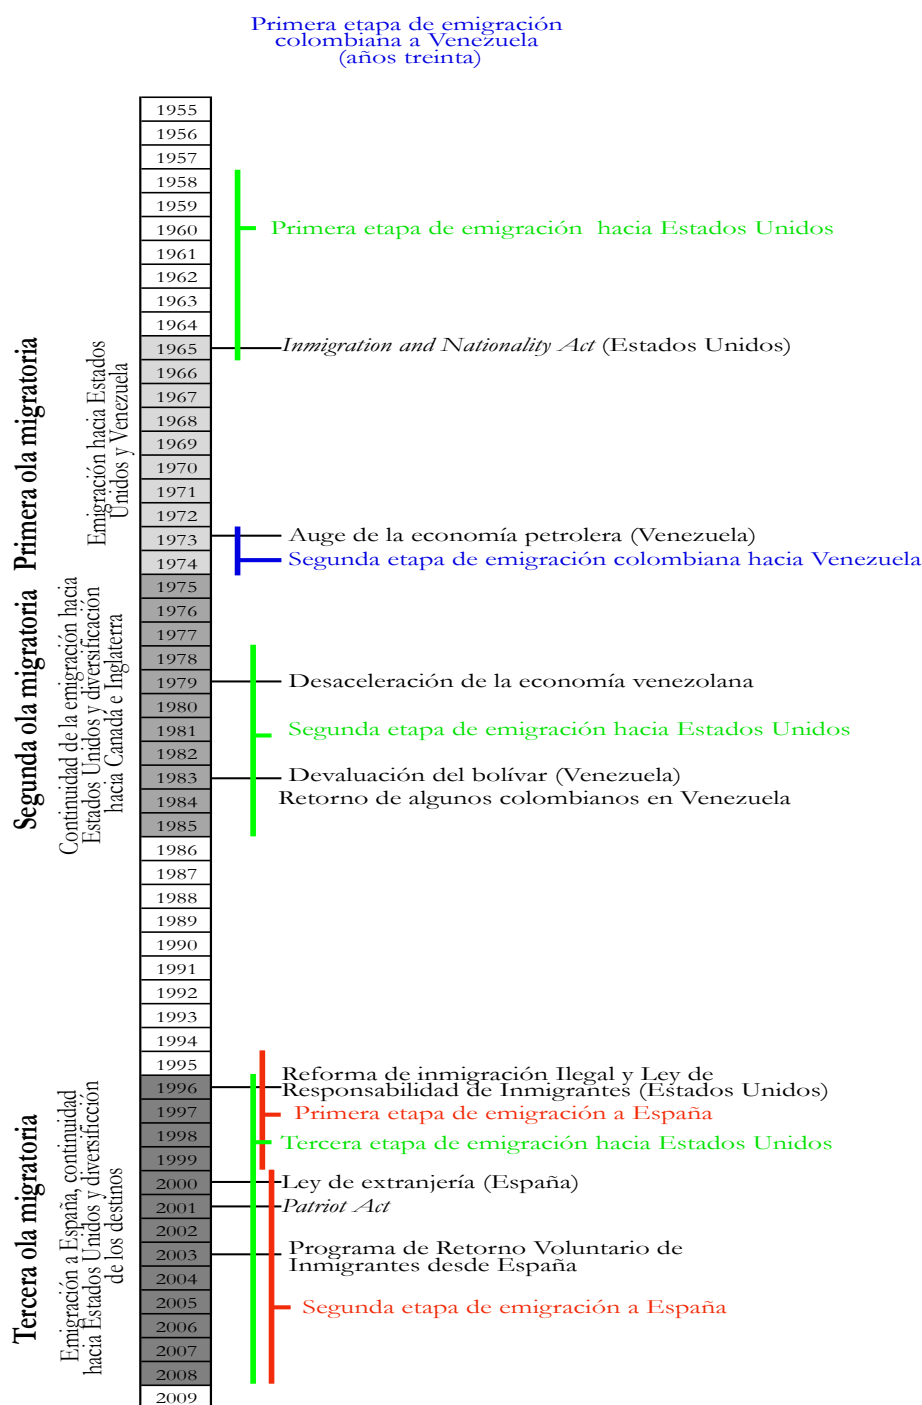 Primera etapa de emigración
colombiana a Venezuela
(años treinta)
1955
1956
1957
1958
1959
1960
1961
1962
1963
1964
1965
1966
1967
1968
1969
1970
1971
1972
1973
1974
1975
1976
1977
1978
1979
1980
1981
1982
1983
1984
1985
1986
1987
1988
1989
1990
1991
1992
1993
1994
1995
1996
1997
1998
1999
2000
2001
2002
2003
2004
2005
2006
2007
2008
2009
Primera ola migratoria
Emigración hacia Estados
Unidos y Venezuela
Segunda ola migratoria
Continuidad de la emigración hacia
Estados Unidos y diversificación
hacia Canadá e Inglaterra
Tercera ola migratoria
Emigración a España, continuidad
hacia Estados Unidos y diversificción
de los destinos
Primera etapa de emigración hacia Estados Unidos
Inmigration and Nationality Act (Estados Unidos)
Auge de la economía petrolera (Venezuela)
Segunda etapa de emigración colombiana hacia Venezuela
Desaceleración de la economía venezolana
Segunda etapa de emigración hacia Estados Unidos
Devaluación del bolívar (Venezuela)
Retorno de algunos colombianos en Venezuela
Reforma de inmigración Ilegal y Ley de
Responsabilidad de Inmigrantes (Estados Unidos)
Primera etapa de emigración a España
Tercera etapa de emigración hacia Estados Unidos
Ley de extranjería (España)
Patriot Act
Programa de Retorno Voluntario de
Inmigrantes desde España
Segunda etapa de emigración a España